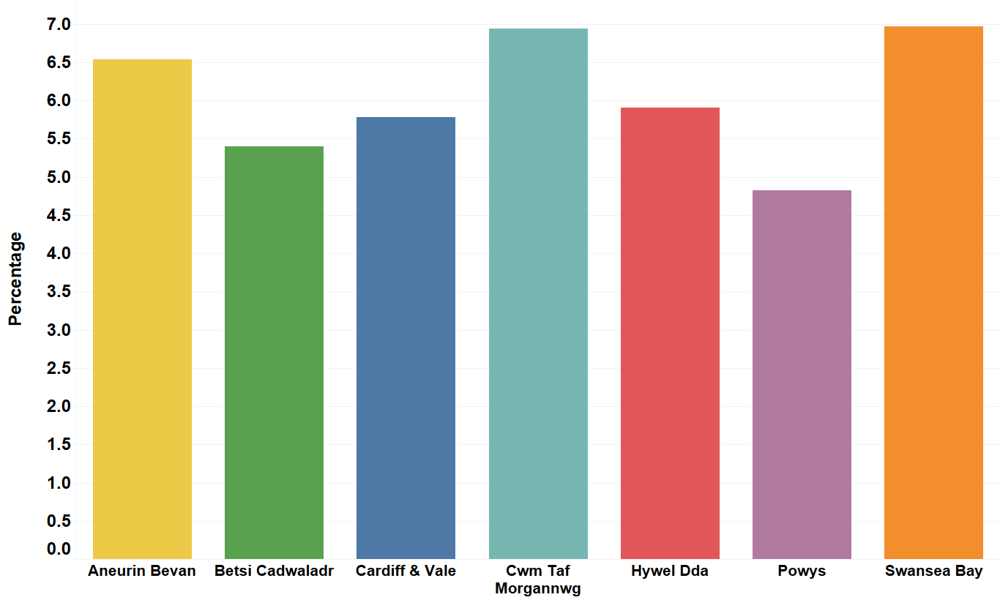 7.0
6.5
6.0
5.5
5.0
4.5
4.0
3.5
3.0
2.5
2.0
1.5
1.0
0.5
0.0
Percentage
Aneurin Bevan
Betsi Cadwaladr
Cardiff & Vale
Cwm Taf
Morgannwg
Hywel Dda
Powys
Swansea Bay